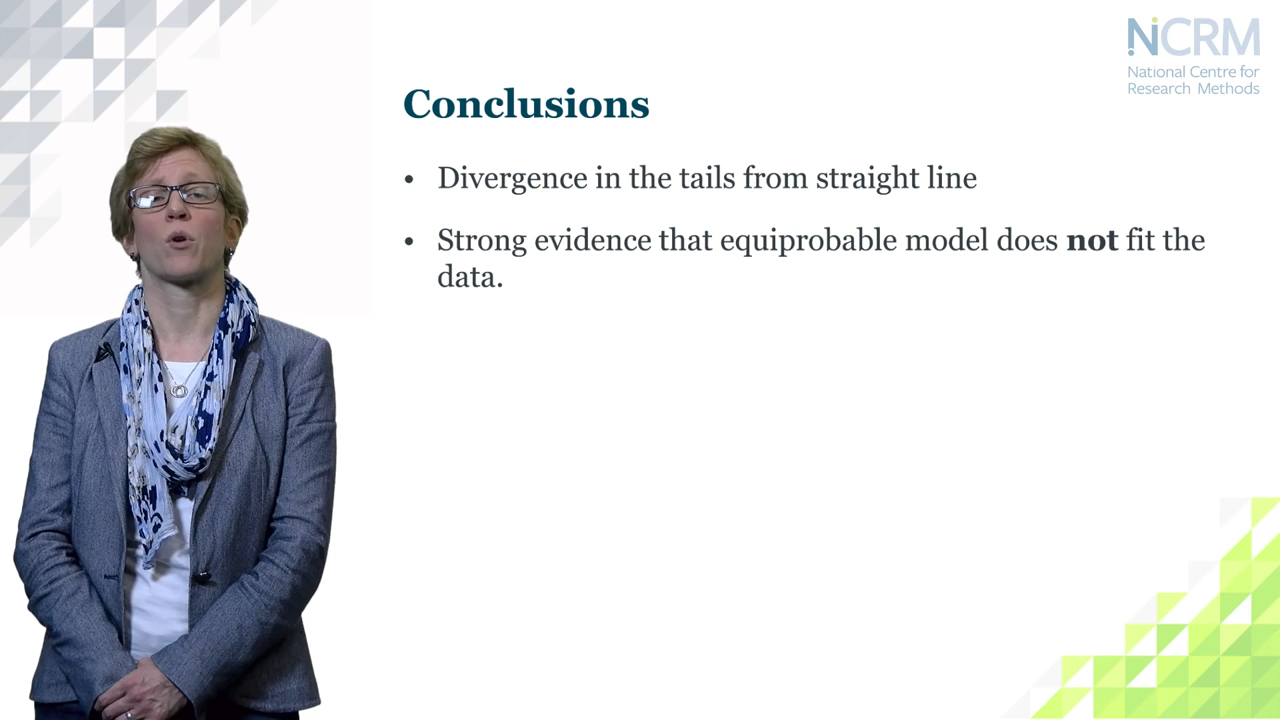 NCRM
National Centre for
Research Methods
Conclusions
• Divergence in the tails from straight line
• Strong evidence that equiprobable model does not fit the
data.